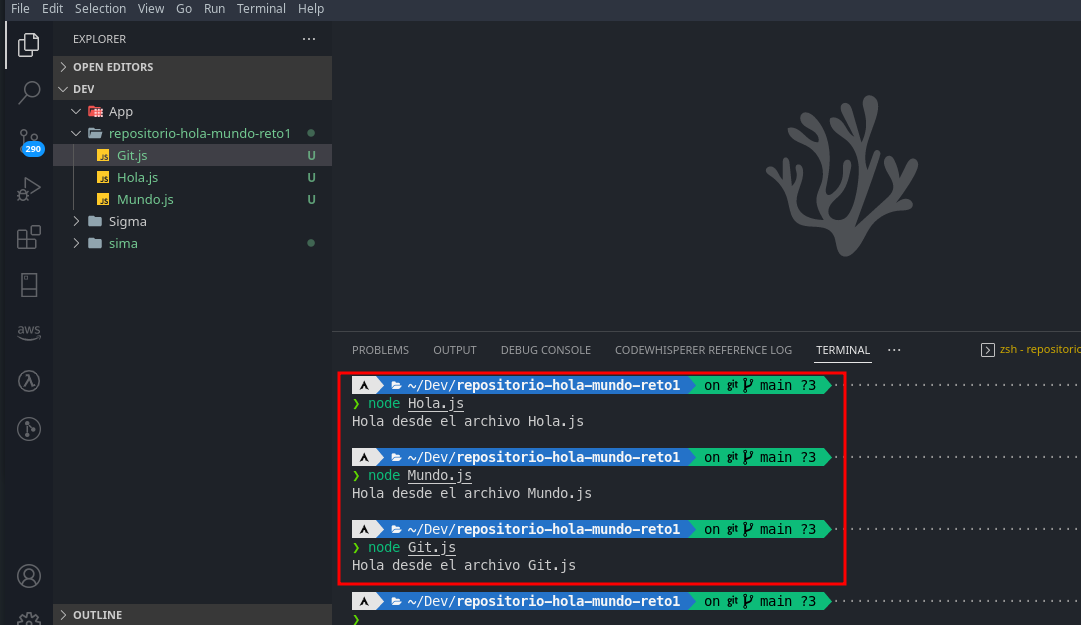 File Edit Selection View Go Run Terminal Help
EXPLORER ···
OPEN EDITORS
DEV
App
repositorio-hola-mundo-reto1
Git.js U
Hola.js U
Mundo.js U
Sigma
sima
290
aws
OUTLINE
PROBLEMS OUTPUT DEBUG CONSOLE CODEWHISPERER REFERENCE LOG TERMINAL ··· zsh - repositorio
~/Dev/repositorio-hola-mundo-reto1 on git main ?3
❯ node Hola.js
Hola desde el archivo Hola.js
~/Dev/repositorio-hola-mundo-reto1 on git main ?3
❯ node Mundo.js
Hola desde el archivo Mundo.js
~/Dev/repositorio-hola-mundo-reto1 on git main ?3
❯ node Git.js
Hola desde el archivo Git.js
~/Dev/repositorio-hola-mundo-reto1 on git main ?3
❯